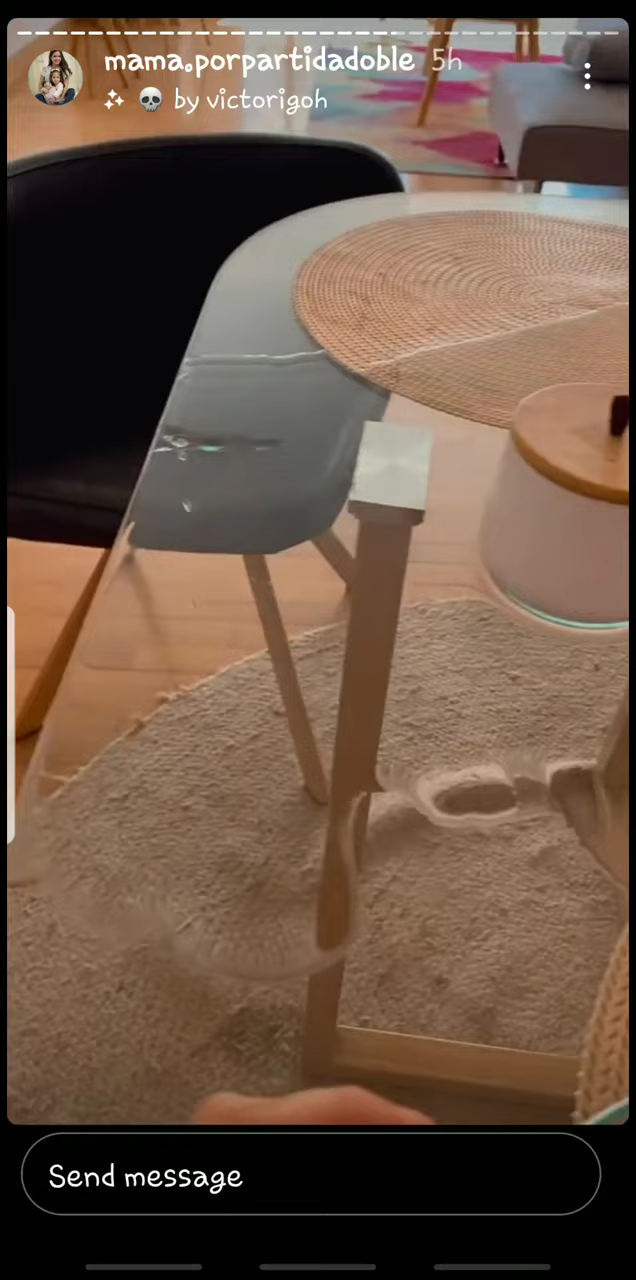 mama.porpartidadoble 5h
✨ 💀 by victorigoh
Send message